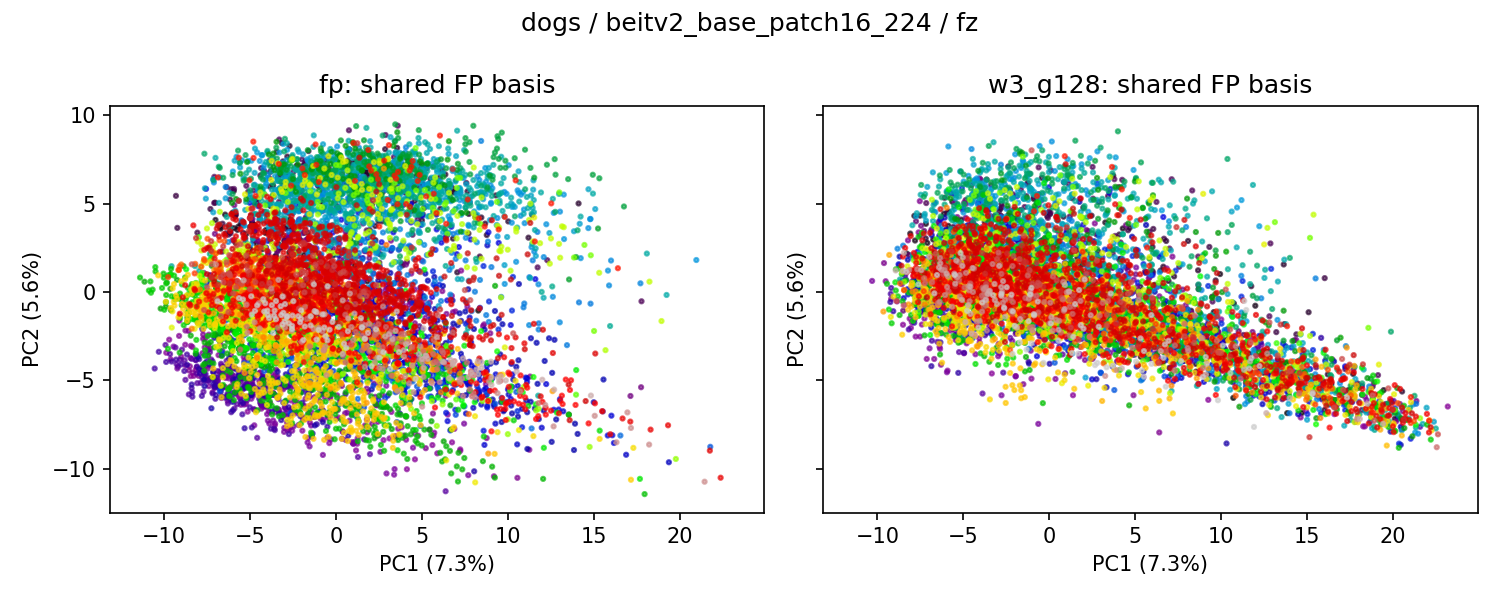 dogs / beitv2_base_patch16_224 / fz
fp: shared FP basis
w3_g128: shared FP basis
10
5
0
−5
−10
PC2 (5.6%)
PC2 (5.6%)
−10 −5 0 5 10 15 20
−10 −5 0 5 10 15 20
PC1 (7.3%)
PC1 (7.3%)